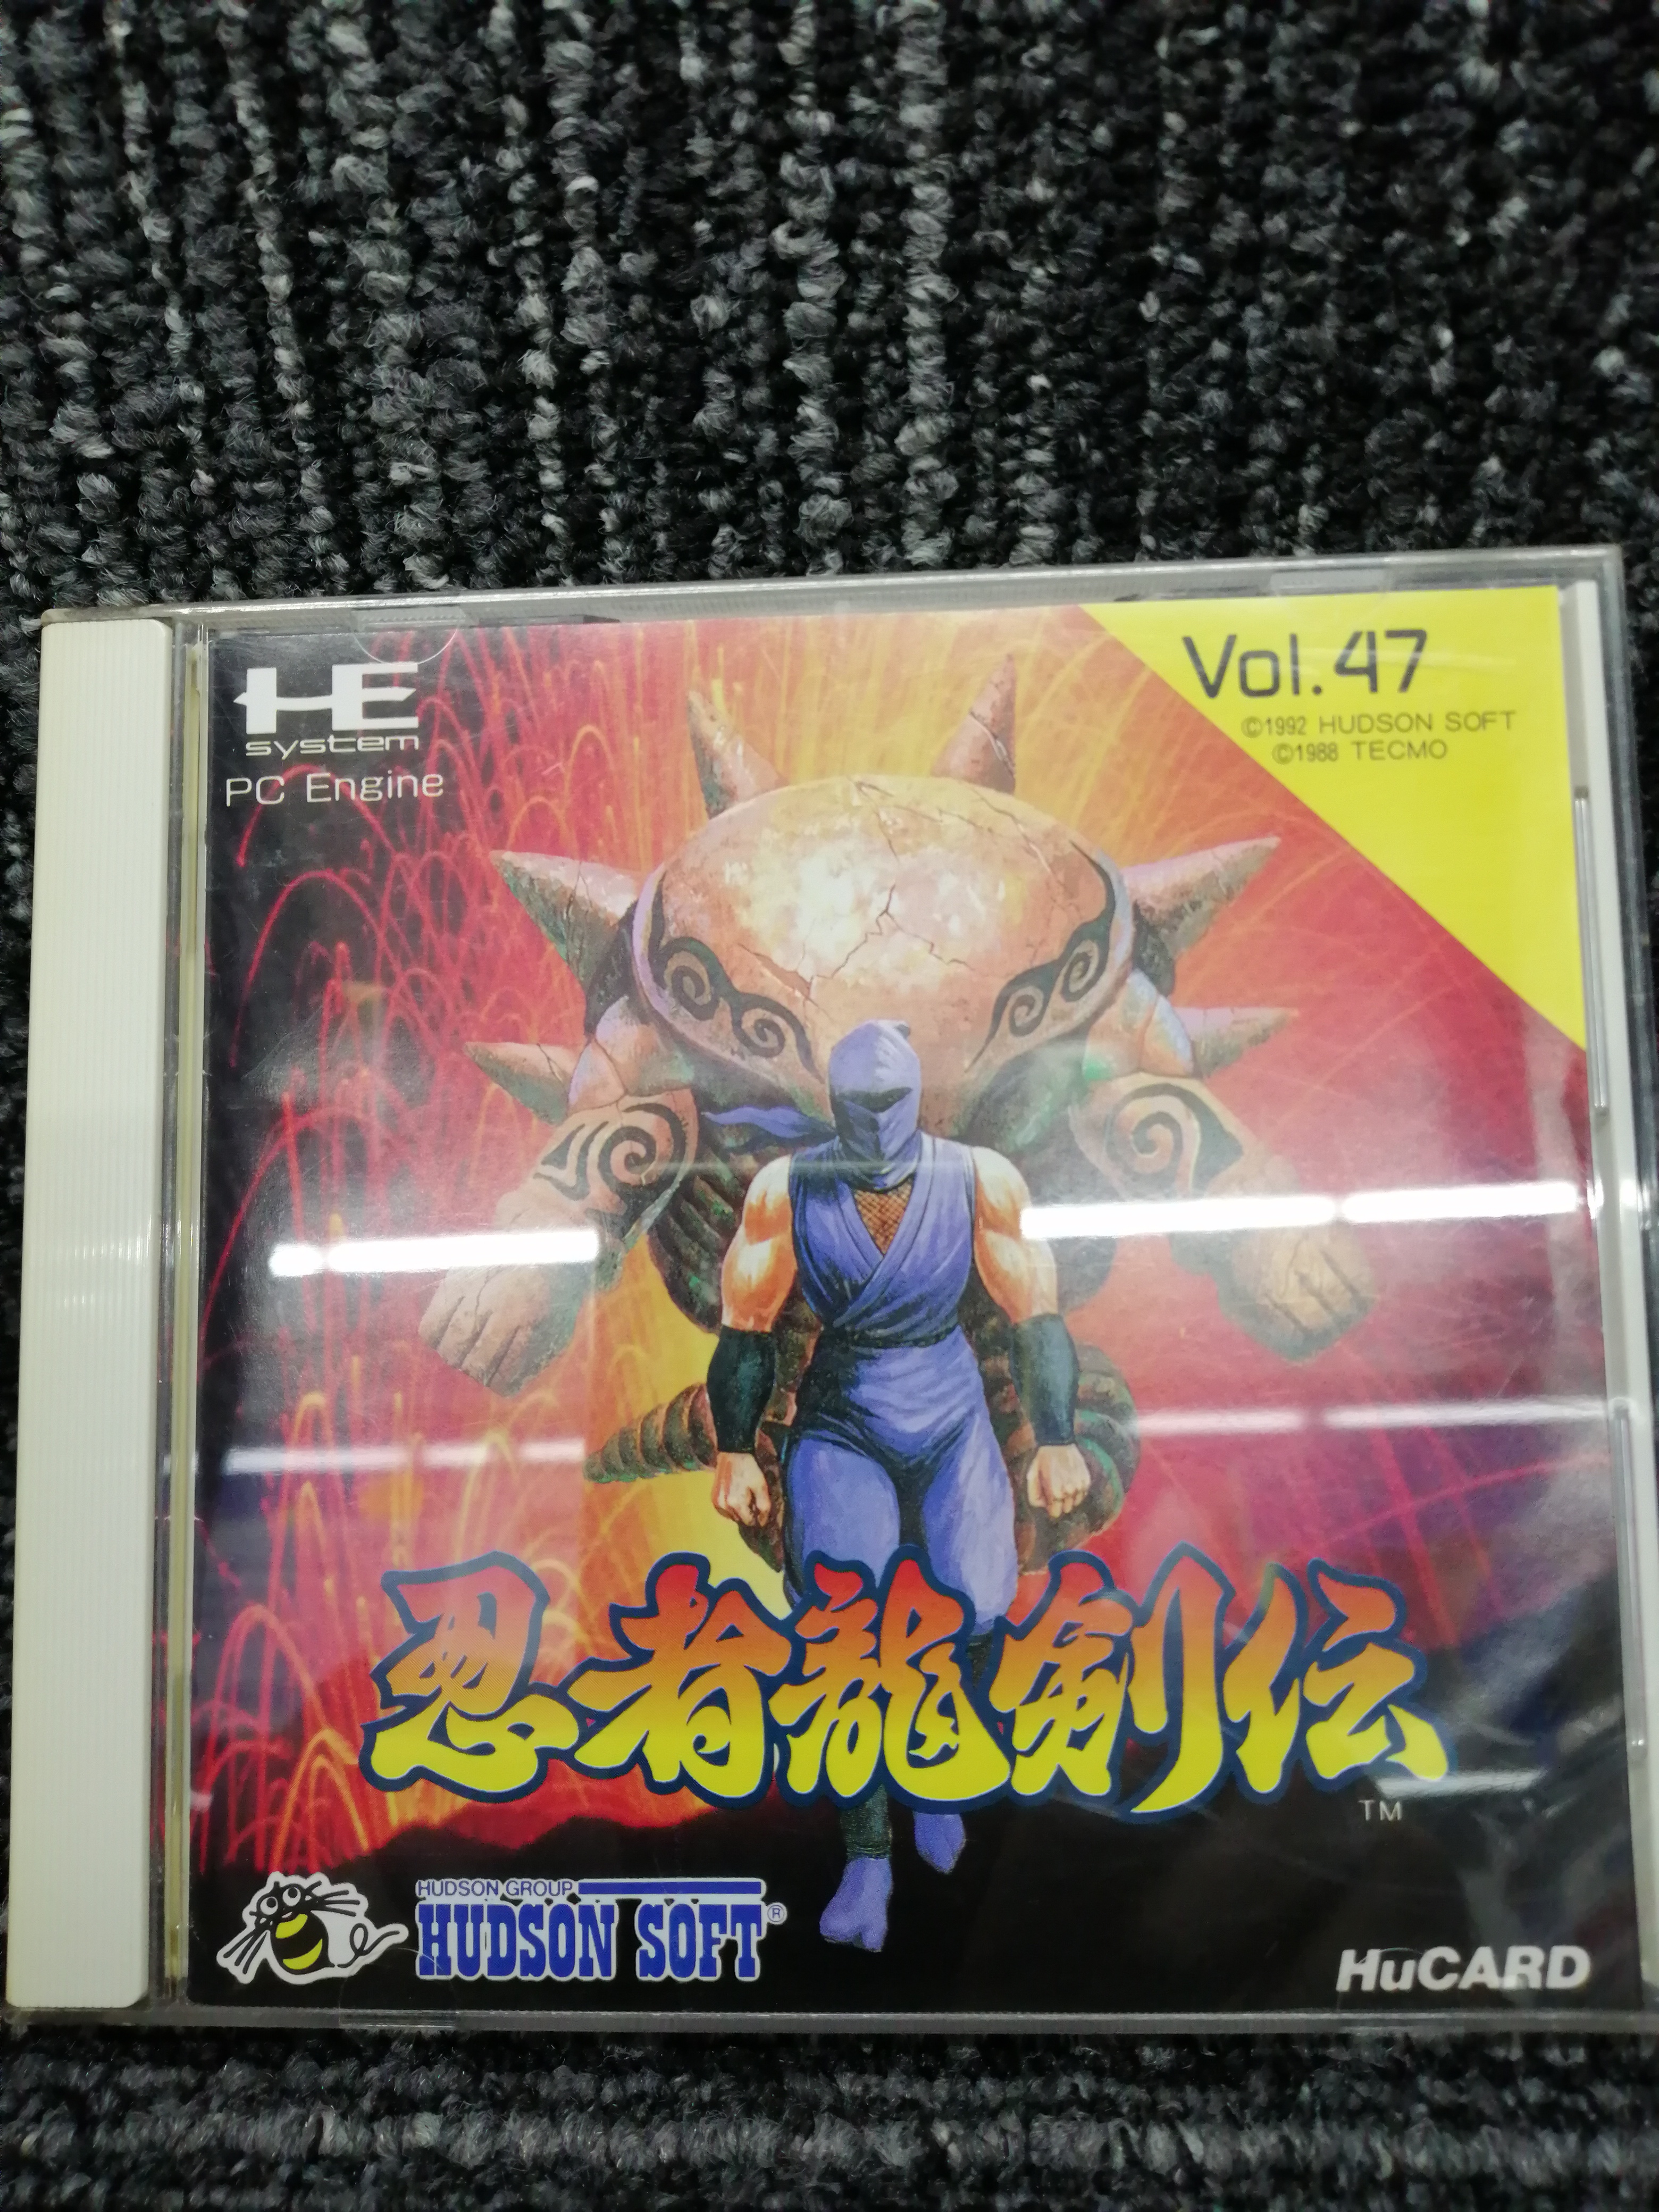 HE
system
PC Engine
Vol.47
©1992 HUDSON SOFT
©1988 TECMO
忍者龍剣伝
TM
HUDSON GROUP
HUDSON SOFT®
HuCARD